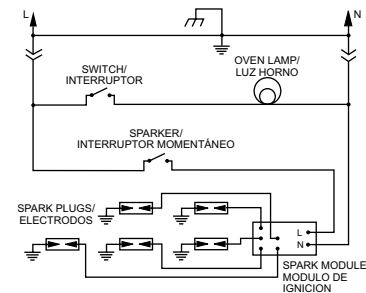 L
N
SWITCH/
INTERRUPTOR
OVEN LAMP/
LUZ HORNO
SPARKER/
INTERRUPTOR MOMENTÁNEO
SPARK PLUGS/
ELECTRODOS
L
N
SPARK MODULE
MODULO DE
IGNICION